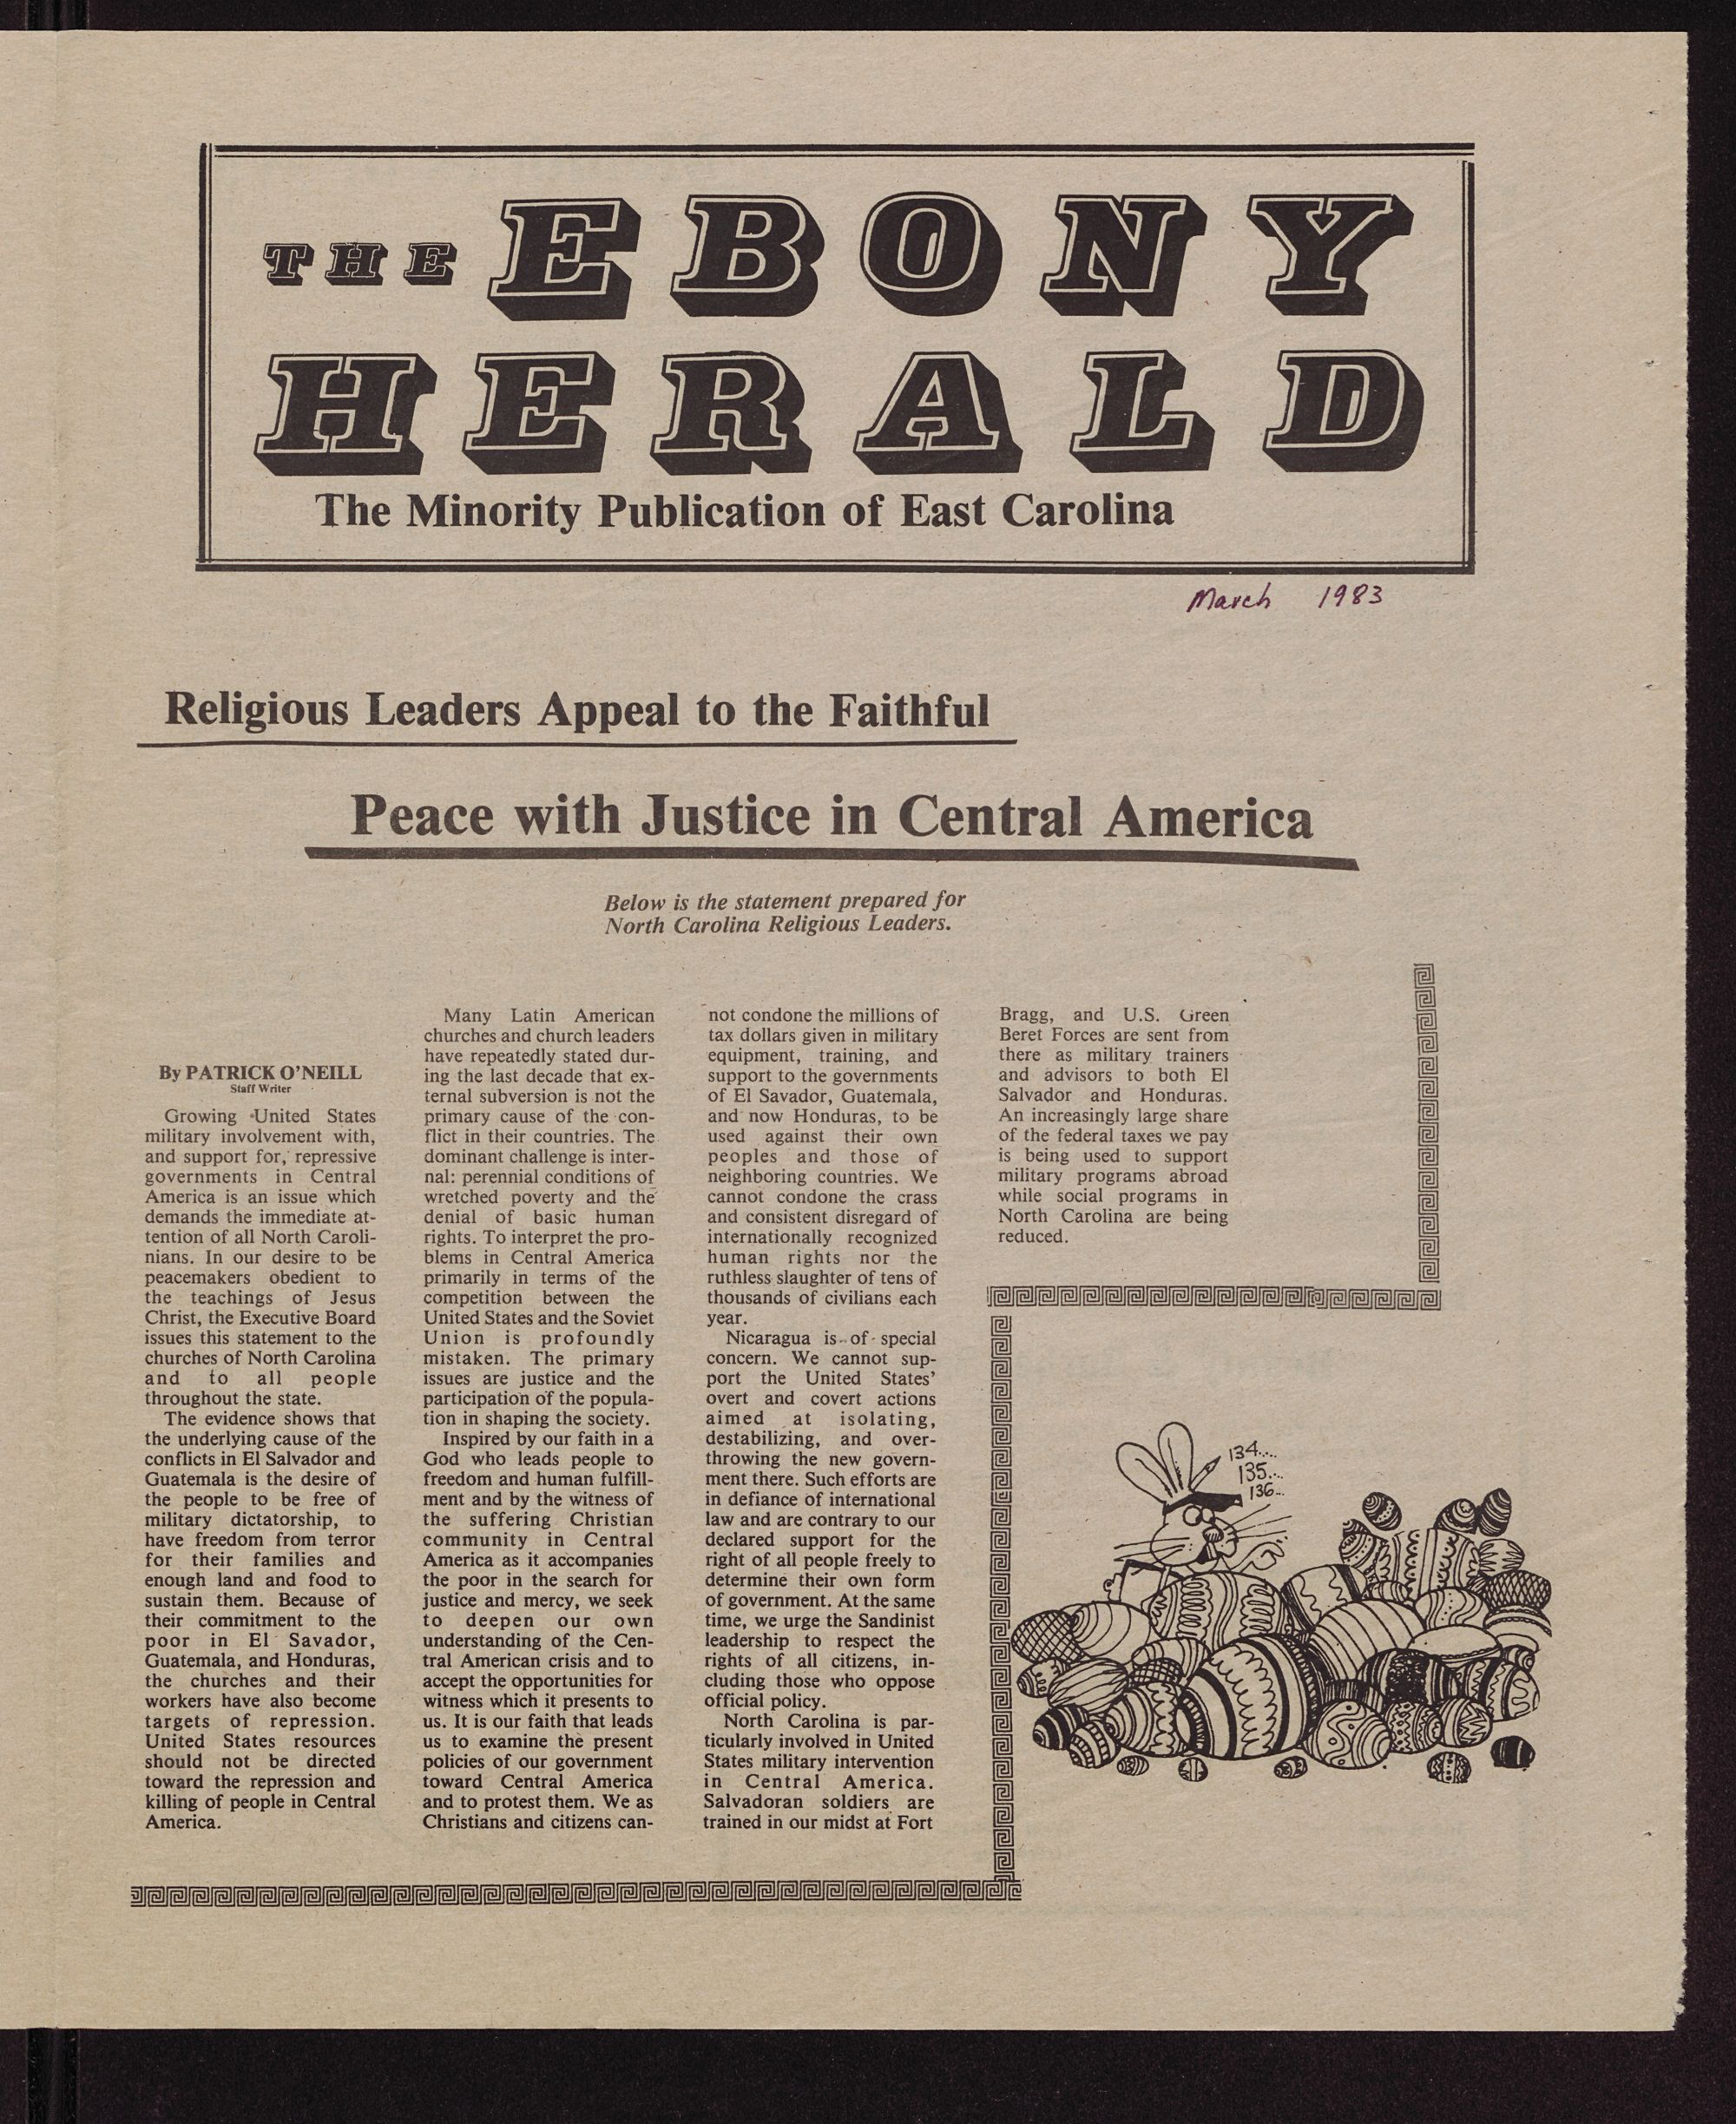 THE EBONY
HERALD
The Minority Publication of East Carolina
March 1983
Religious Leaders Appeal to the Faithful
Peace with Justice in Central America
Below is the statement prepared for
North Carolina Religious Leaders.
By PATRICK O'NEILL
Staff Writer
Growing United States
military involvement with,
and support for, repressive
governments in Central
America is an issue which
demands the immediate at-
tention of all North Caroli-
nians. In our desire to be
peacemakers obedient to
the teachings of Jesus
Christ, the Executive Board
issues this statement to the
churches of North Carolina
and to all people
throughout the state.
The evidence shows that
the underlying cause of the
conflicts in El Salvador and
Guatemala is the desire of
the people to be free of
military dictatorship, to
have freedom from terror
for their families and
enough land and food to
sustain them. Because of
their commitment to the
poor in El Savador,
Guatemala, and Honduras,
the churches and their
workers have also become
targets of repression.
United States resources
should not be directed
toward the repression and
killing of people in Central
America.
Many Latin American
churches and church leaders
have repeatedly stated dur-
ing the last decade that ex-
ternal subversion is not the
primary cause of the con-
flict in their countries. The
dominant challenge is inter-
nal: perennial conditions of
wretched poverty and the
denial of basic human
rights. To interpret the pro-
blems in Central America
primarily in terms of the
competition between the
United States and the Soviet
Union is profoundly
mistaken. The primary
issues are justice and the
participation of the popula-
tion in shaping the society.
Inspired by our faith in a
God who leads people to
freedom and human fulfill-
ment and by the witness of
the suffering Christian
community in Central
America as it accompanies
the poor in the search for
justice and mercy, we seek
to deepen our own
understanding of the Cen-
tral American crisis and to
accept the opportunities for
witness which it presents to
us. It is our faith that leads
us to examine the present
policies of our government
toward Central America
and to protest them. We as
Christians and citizens can-
not condone the millions of
tax dollars given in military
equipment, training, and
support to the governments
of El Savador, Guatemala,
and now Honduras, to be
used against their own
peoples and those of
neighboring countries. We
cannot condone the crass
and consistent disregard of
internationally recognized
human rights nor the
ruthless slaughter of tens of
thousands of civilians each
year.
Nicaragua is of special
concern. We cannot sup-
port the United States'
overt and covert actions
aimed at isolating,
destabilizing, and over-
throwing the new govern-
ment there. Such efforts are
in defiance of international
law and are contrary to our
declared support for the
right of all people freely to
determine their own form
of government. At the same
time, we urge the Sandinist
leadership to respect the
rights of all citizens, in-
cluding those who oppose
official policy.
North Carolina is par-
ticularly involved in United
States military intervention
in Central America.
Salvadoran soldiers are
trained in our midst at Fort
Bragg, and U.S. Green
Beret Forces are sent from
there as military trainers
and advisors to both El
Salvador and Honduras.
An increasingly large share
of the federal taxes we pay
is being used to support
military programs abroad
while social programs in
North Carolina are being
reduced.
134...
135...
136...